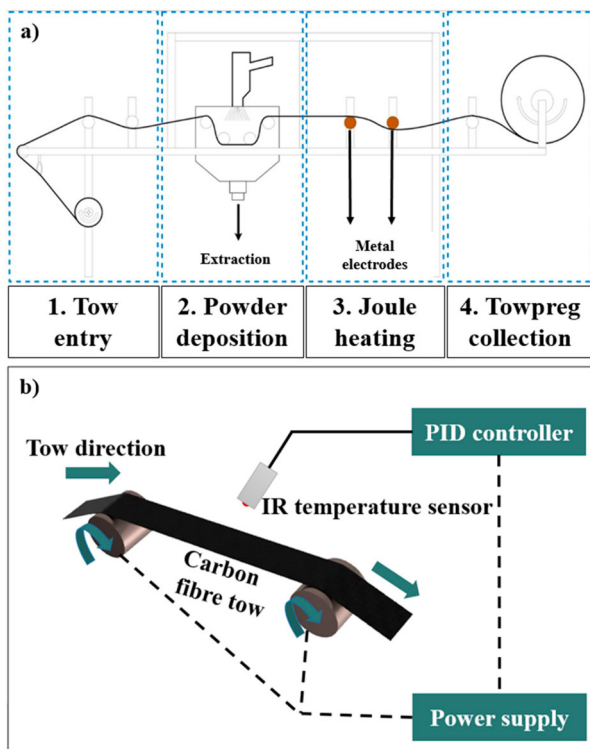 a)
Extraction
Metal
electrodes
1. Tow
entry
2. Powder
deposition
3. Joule
heating
4. Towpreg
collection
b)
PID controller
Tow direction
IR temperature sensor
Carbon
fibre tow
Power supply